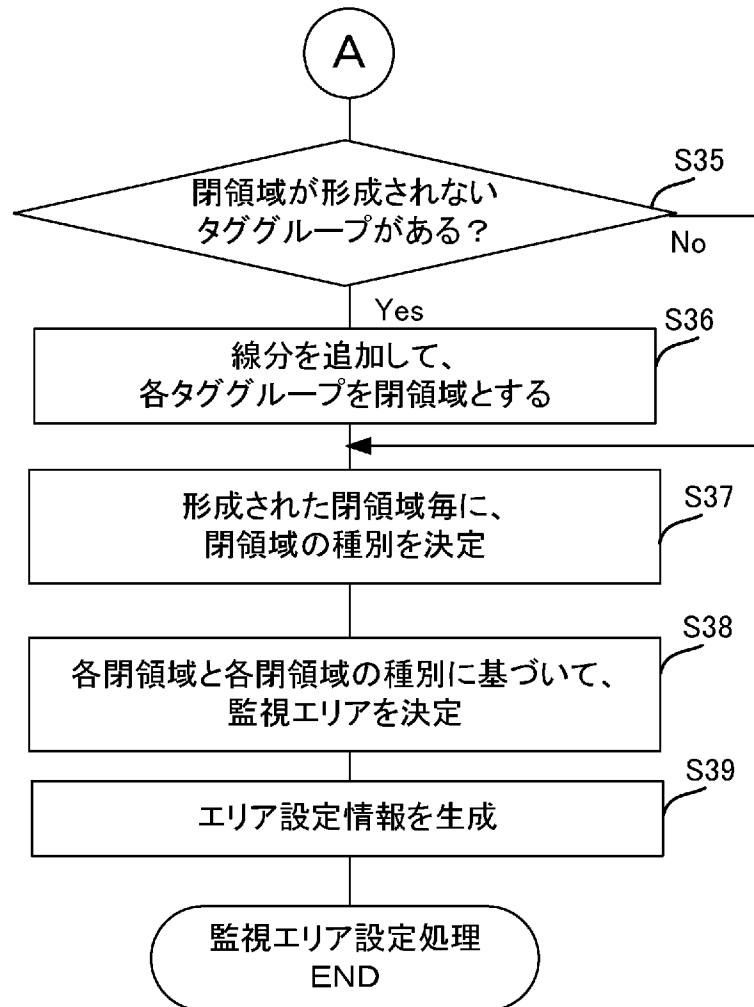 A
閉領域が形成されない
タググループがある?
S35
No
Yes
S36
線分を追加して、
各タググループを閉領域とする
S37
形成された閉領域毎に、
閉領域の種別を決定
S38
各閉領域と各閉領域の種別に基づいて、
監視エリアを決定
S39
エリア設定情報を生成
監視エリア設定処理
END